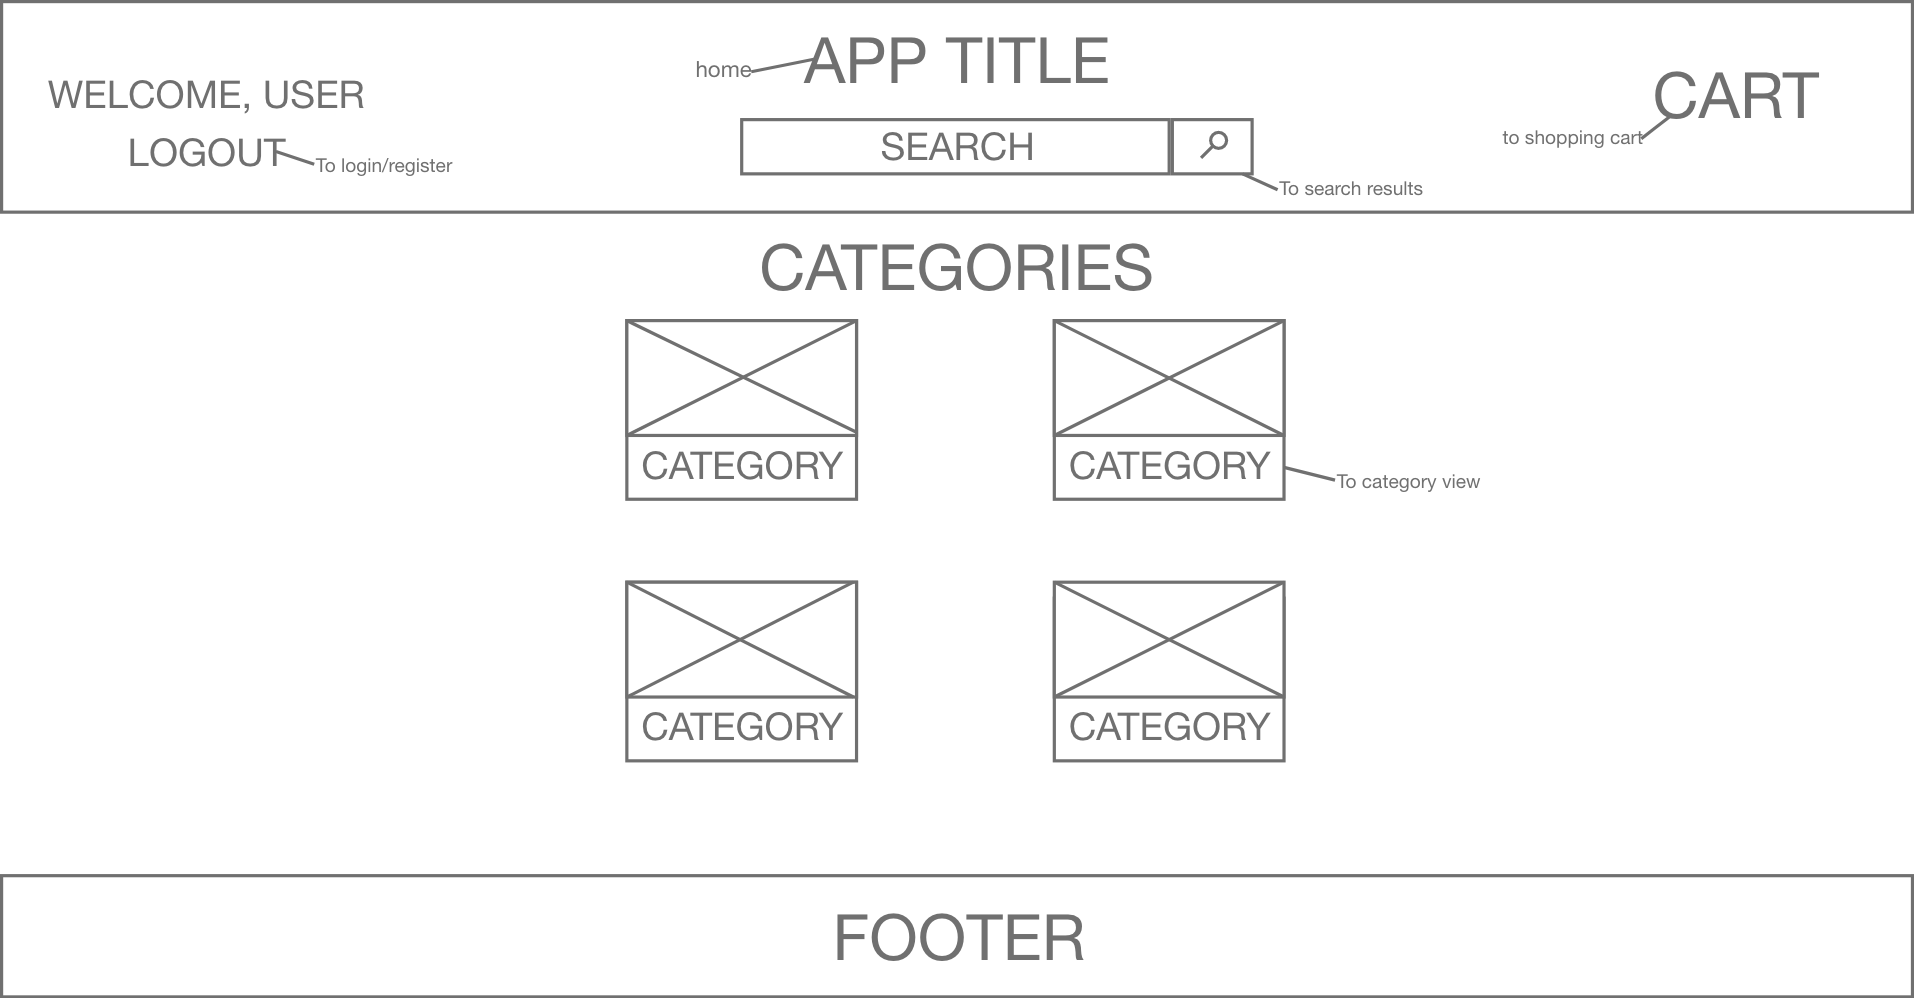 home
APP TITLE
WELCOME, USER
LOGOUT
To login/register
SEARCH
To search results
CART
to shopping cart
CATEGORIES
CATEGORY
CATEGORY
To category view
CATEGORY
CATEGORY
FOOTER